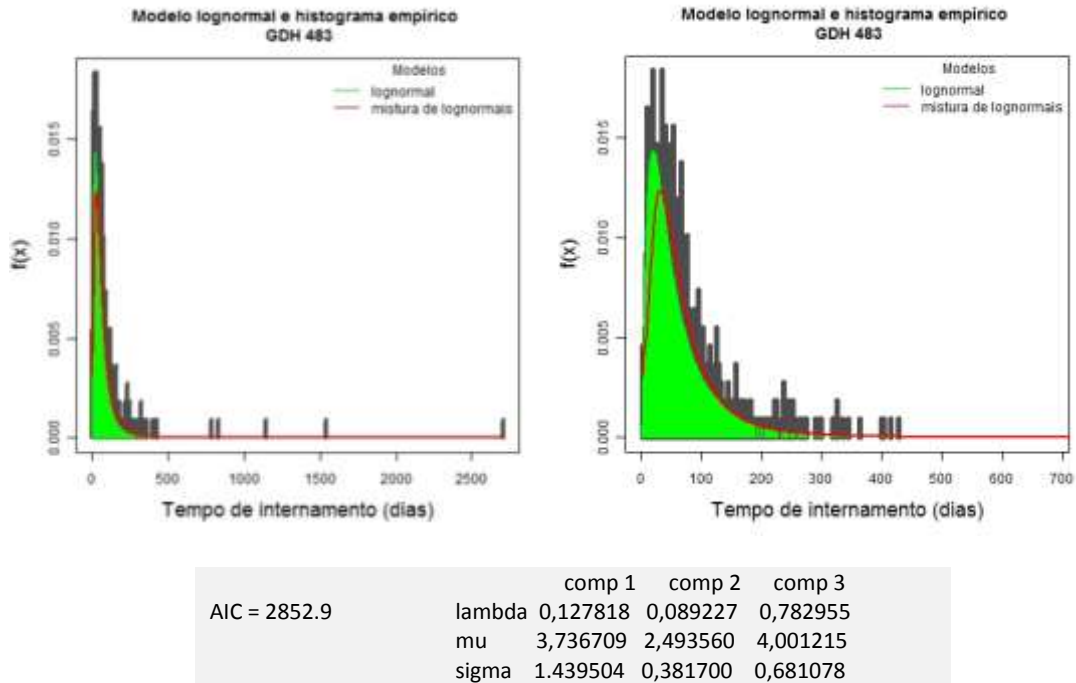 Modelo lognormal e histograma empírico
GDH 483
Modelos
lognormal
mistura de lognormais
f(x)
0.000 0.005 0.010 0.015
0 500 1000 1500 2000 2500
Tempo de internamento (dias)
Modelo lognormal e histograma empírico
GDH 483
Modelos
lognormal
mistura de lognormais
f(x)
0.000 0.005 0.010 0.015
0 100 200 300 400 500 600 700
Tempo de internamento (dias)
comp 1 comp 2 comp 3
AIC = 2852.9 lambda 0,127818 0,089227 0,782955
mu 3,736709 2,493560 4,001215
sigma 1.439504 0,381700 0,681078